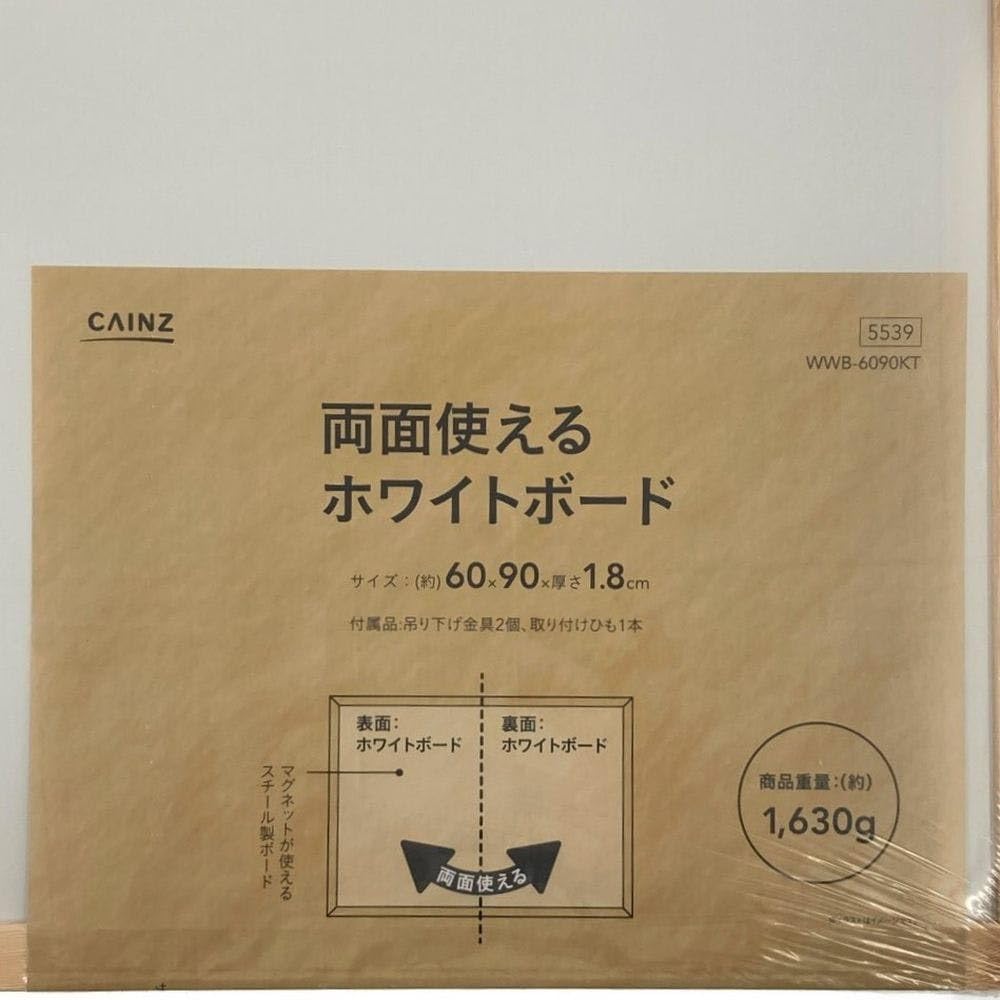 CAINZ
5539
WWB-6090KT
両面使える
ホワイトボード
サイズ：(約)60×90×厚さ1.8cm
付属品:吊り下げ金具2個、取り付けひも1本
表面：
ホワイトボード
裏面：
ホワイトボード
マグネットが使える
スチール製ボード
両面使える
商品重量：(約)
1,630g